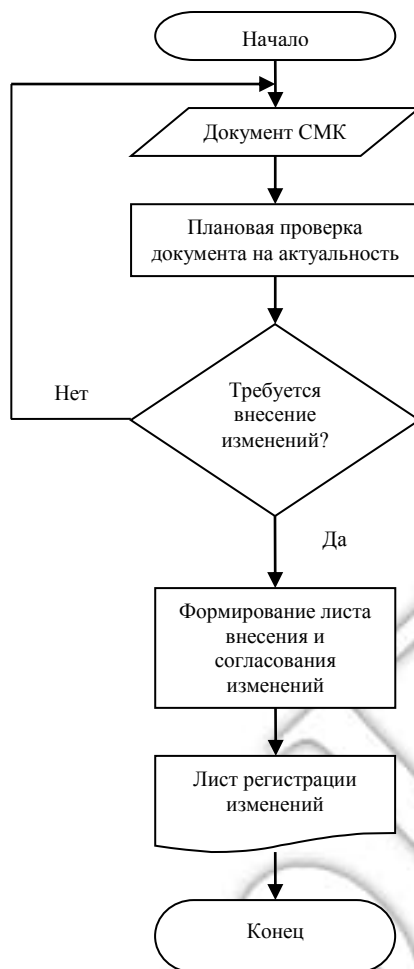 Начало
Документ СМК
Плановая проверка
документа на актуальность
Требуется
внесение
изменений?
Нет
Да
Формирование листа
внесения и
согласования
изменений
Лист регистрации
изменений
Конец